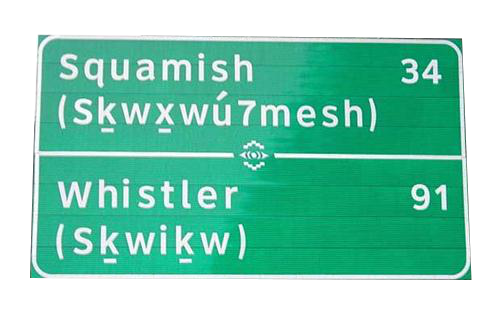 Squamish 34
(Sḵwx̱wú7mesh)
Whistler 91
(Sḵwiḵw)